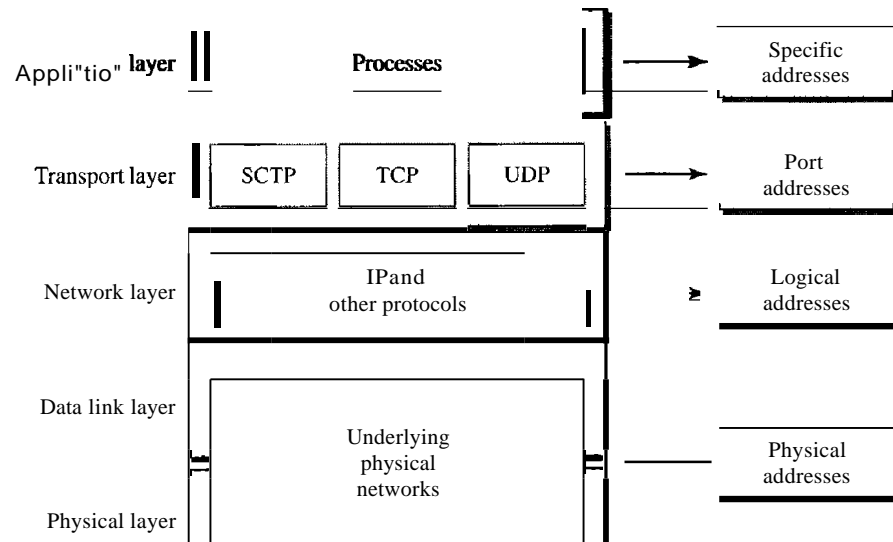 Appli"tio" layer
Processes
Specific
addresses
Transport layer
SCTP
TCP
UDP
Port
addresses
Network layer
IPand
other protocols
Logical
addresses
Data link layer
Underlying
physical
networks
Physical
addresses
Physical layer